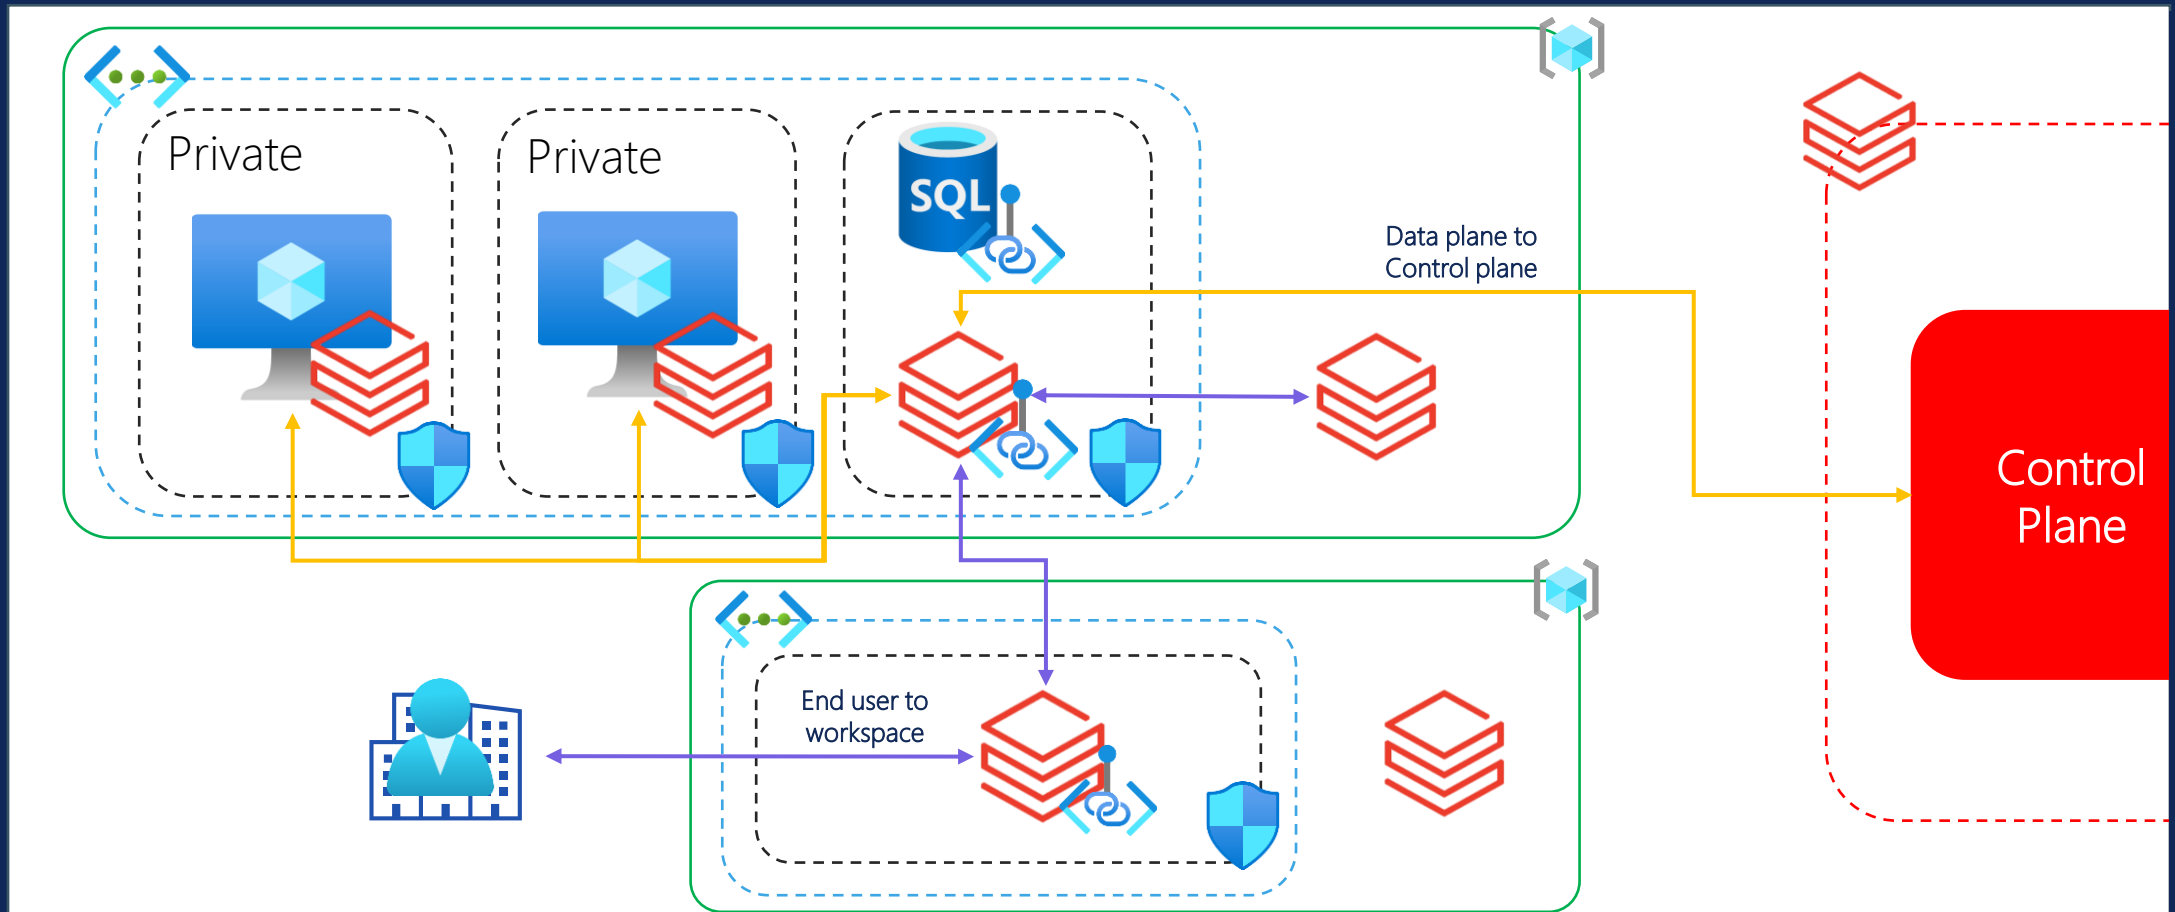 Private
Private
SQL
Data plane to
Control plane
Control
Plane
End user to
workspace